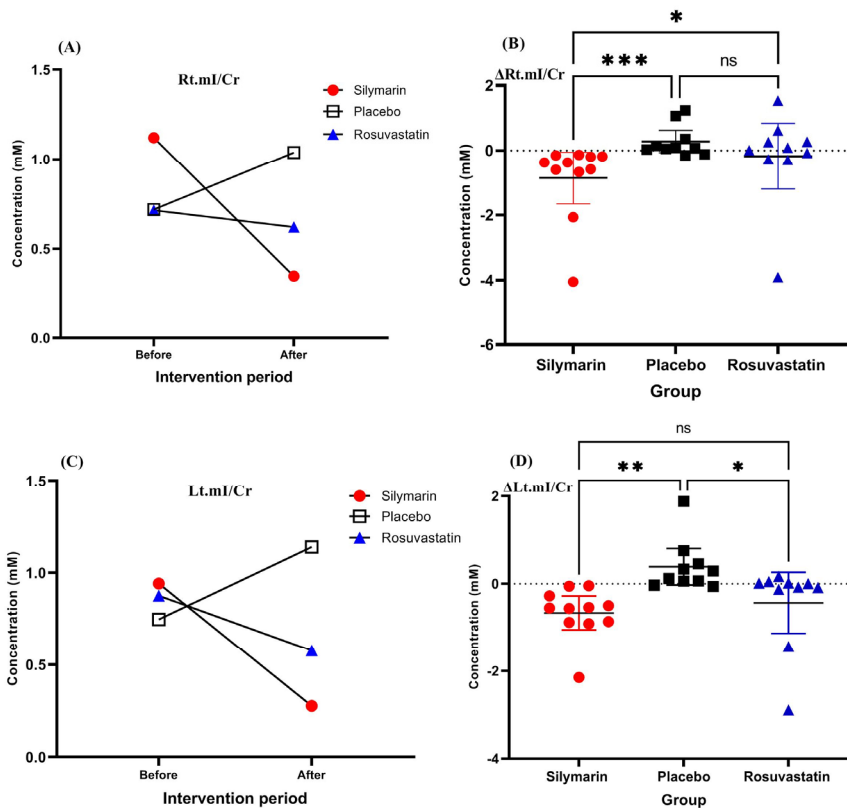 (A)
Rt.mI/Cr
1.5
1.0
0.5
0.0
Concentration (mM)
Before
After
Intervention period
Silymarin
Placebo
Rosuvastatin
(B)
ΔRt.mI/Cr
*
***
ns
2
0
-2
-4
-6
Concentration (mM)
Silymarin
Placebo
Rosuvastatin
Group
(C)
Lt.mI/Cr
1.5
1.0
0.5
0.0
Concentration (mM)
Before
After
Intervention period
Silymarin
Placebo
Rosuvastatin
(D)
ΔLt.mI/Cr
ns
**
*
2
0
-2
-4
Concentration (mM)
Silymarin
Placebo
Rosuvastatin
Group